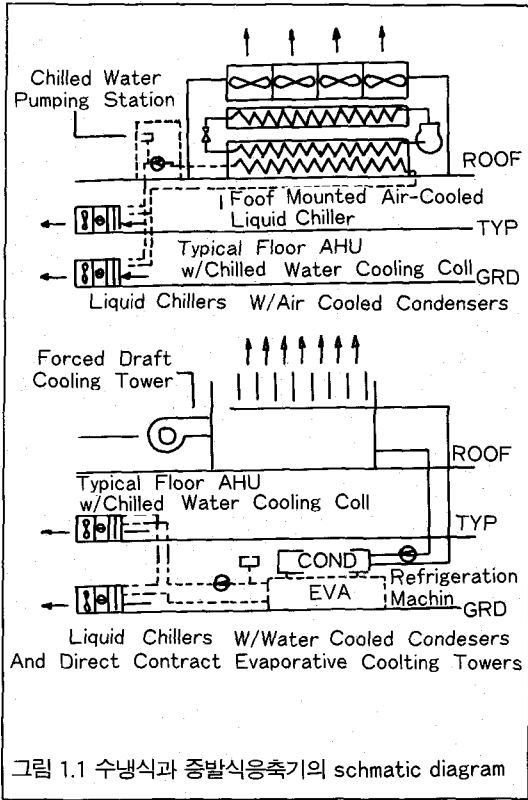 Chilled Water
Pumping Station
ROOF
Foof Mounted Air-Cooled
Liquid Chiller
TYP
Typical Floor AHU
w/Chilled Water Cooling Coll
GRD
Liquid Chillers W/Air Cooled Condensers
Forced Draft
Cooling Tower
ROOF
Typical Floor AHU
w/Chilled Water Cooling Coll
TYP
COND
EVA
Refrigeration
Machin
GRD
Liquid Chillers W/Water Cooled Condesers
And Direct Contract Evaporative Coolting Towers
그림 1.1 수냉식과 증발식응축기의 schmatic diagram